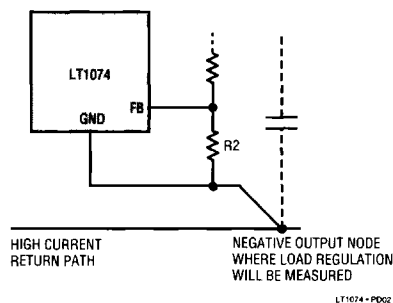 LT1074
FB
GND
R2
HIGH CURRENT
RETURN PATH
NEGATIVE OUTPUT NODE
WHERE LOAD REGULATION
WILL BE MEASURED
LT1074 • PD02